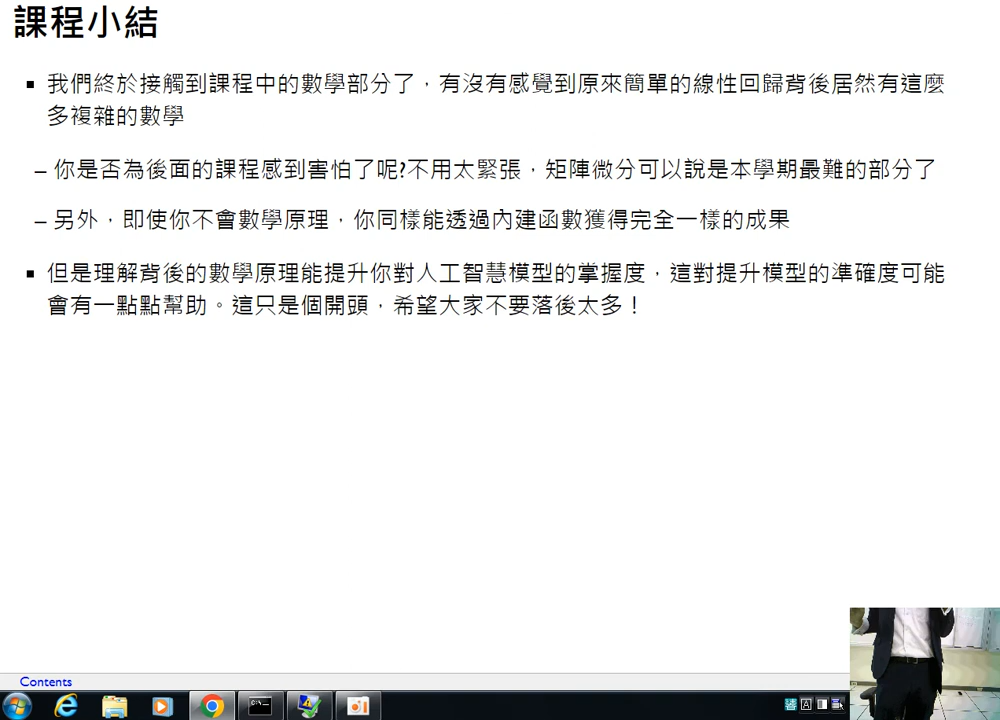 課程小結
▪ 我們終於接觸到課程中的數學部分了，有沒有感覺到原來簡單的線性回歸背後居然有這麼
多複雜的數學
– 你是否為後面的課程感到害怕了呢?不用太緊張，矩陣微分可以說是本學期最難的部分了
– 另外，即使你不會數學原理，你同樣能透過內建函數獲得完全一樣的成果
▪ 但是理解背後的數學原理能提升你對人工智慧模型的掌握度，這對提升模型的準確度可能
會有一點點幫助。這只是個開頭，希望大家不要落後太多！
Contents